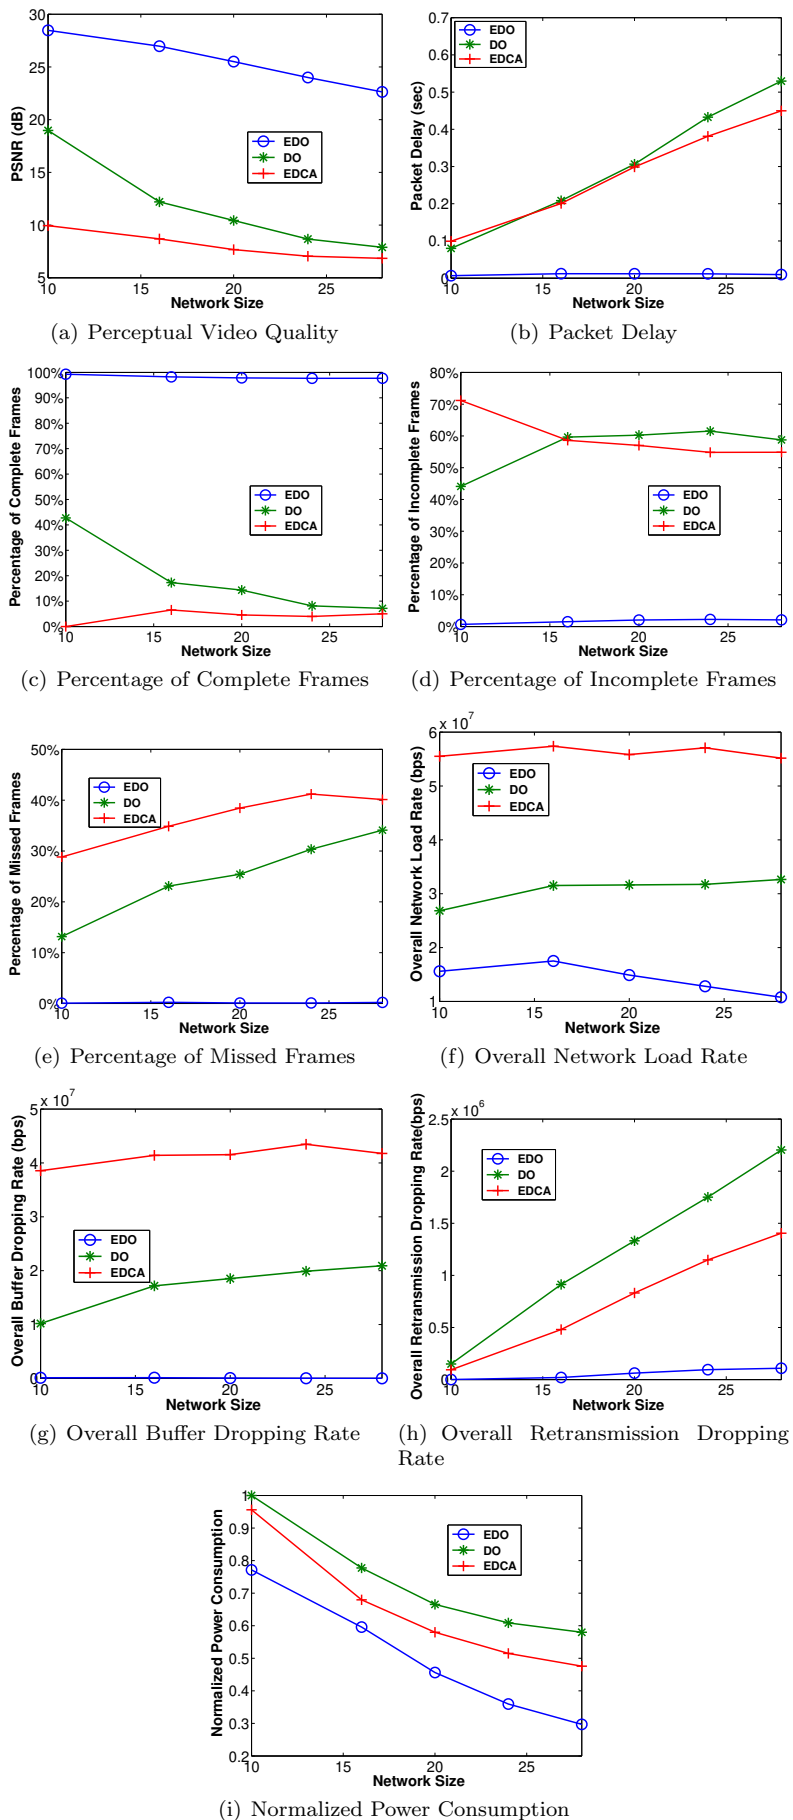 30
25
20
15
10
5
10 15 20 25
PSNR (dB)
Network Size
EDO
DO
EDCA
(a) Perceptual Video Quality
0.7
0.6
0.5
0.4
0.3
0.2
0.1
0
10 15 20 25
Packet Delay (sec)
Network Size
EDO
DO
EDCA
(b) Packet Delay
100%
90%
80%
70%
60%
50%
40%
30%
20%
10%
0%
10 15 20 25
Percentage of Complete Frames
Network Size
EDO
DO
EDCA
(c) Percentage of Complete Frames
80%
70%
60%
50%
40%
30%
20%
10%
0%
10 15 20 25
Percentage of Incomplete Frames
Network Size
EDO
DO
EDCA
(d) Percentage of Incomplete Frames
50%
40%
30%
20%
10%
0%
10 15 20 25
Percentage of Missed Frames
Network Size
EDO
DO
EDCA
(e) Percentage of Missed Frames
x 10^7
6
5
4
3
2
1
10 15 20 25
Overall Network Load Rate (bps)
Network Size
EDO
DO
EDCA
(f) Overall Network Load Rate
x 10^7
5
4
3
2
1
0
10 15 20 25
Overall Buffer Dropping Rate (bps)
Network Size
EDO
DO
EDCA
(g) Overall Buffer Dropping Rate
x 10^6
2.5
2
1.5
1
0.5
0
10 15 20 25
Overall Retransmission Dropping Rate(bps)
Network Size
EDO
DO
EDCA
(h) Overall Retransmission Dropping
Rate
1
0.9
0.8
0.7
0.6
0.5
0.4
0.3
0.2
10 15 20 25
Normalized Power Consumption
Network Size
EDO
DO
EDCA
(i) Normalized Power Consumption